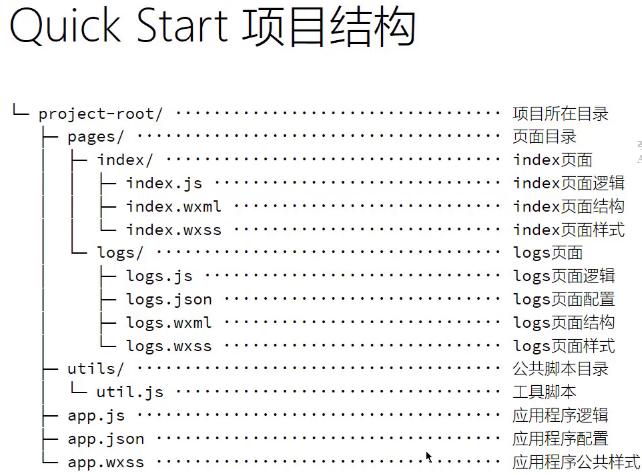 Quick Start 项目结构
└─ project-root/ ·································· 项目所在目录
├─ pages/ ······································ 页面目录
│ ├─ index/ ··································· index页面
│ │ ├─ index.js ······························ index页面逻辑
│ │ ├─ index.wxml ····························· index页面结构
│ │ └─ index.wxss ····························· index页面样式
│ └─ logs/ ···································· logs页面
│ ├─ logs.js ······························· logs页面逻辑
│ ├─ logs.json ····························· logs页面配置
│ ├─ logs.wxml ····························· logs页面结构
│ └─ logs.wxss ····························· logs页面样式
├─ utils/ ······································ 公共脚本目录
│ └─ util.js ·································· 工具脚本
├─ app.js ······································ 应用程序逻辑
├─ app.json ····································· 应用程序配置
└─ app.wxss ····································· 应用程序公共样式